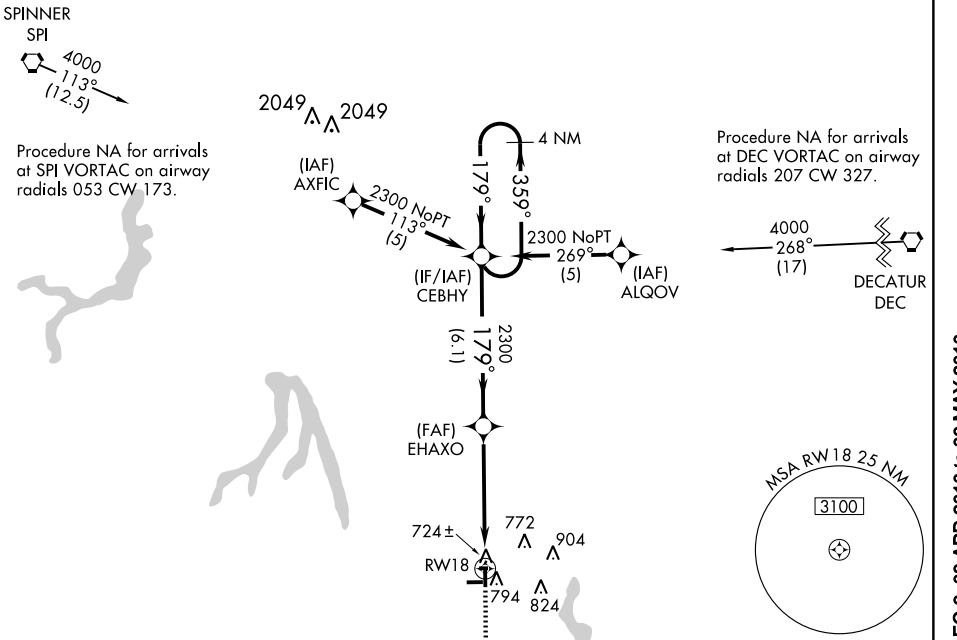 SPINNER
SPI
4000
113°
(12.5)
2049
2049
4 NM
Procedure NA for arrivals
at SPI VORTAC on airway
radials 053 CW 173.
Procedure NA for arrivals
at DEC VORTAC on airway
radials 207 CW 327.
(IAF)
AXFIC
2300 NoPT
113°
(5)
179°
359°
2300 NoPT
269°
(5)
(IAF)
ALQOV
4000
268°
(17)
DECATUR
DEC
(IF/IAF)
CEBHY
2300
179°
(6.1)
(FAF)
EHAXO
MSA RW18 25 NM
3100
724±
772
904
RW18
794
824